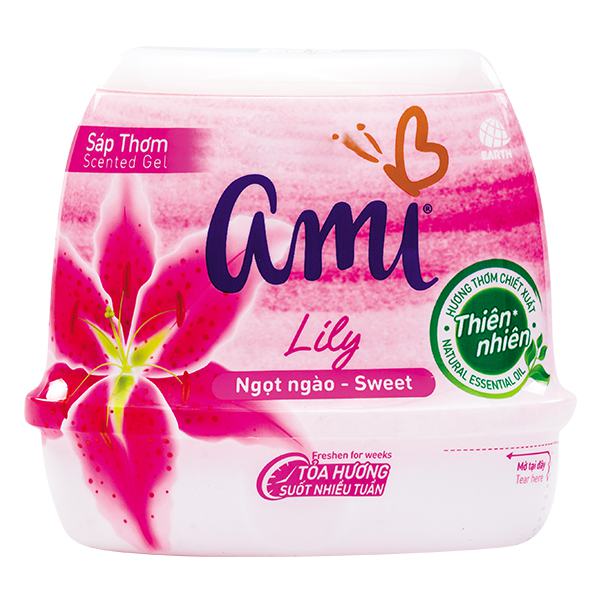 Sáp Thơm
Scented Gel
EARTH
ami®
Lily
Ngọt ngào - Sweet
HƯƠNG THƠM CHIẾT XUẤT
Thiên*
nhiên
NATURAL ESSENTIAL OIL
Freshen for weeks
TỎA HƯƠNG
SUỐT NHIỀU TUẦN
Mở tại đây
Tear here